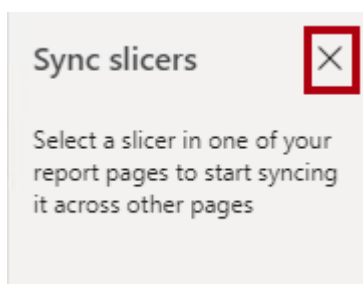 Sync slicers
Select a slicer in one of your
report pages to start syncing
it across other pages